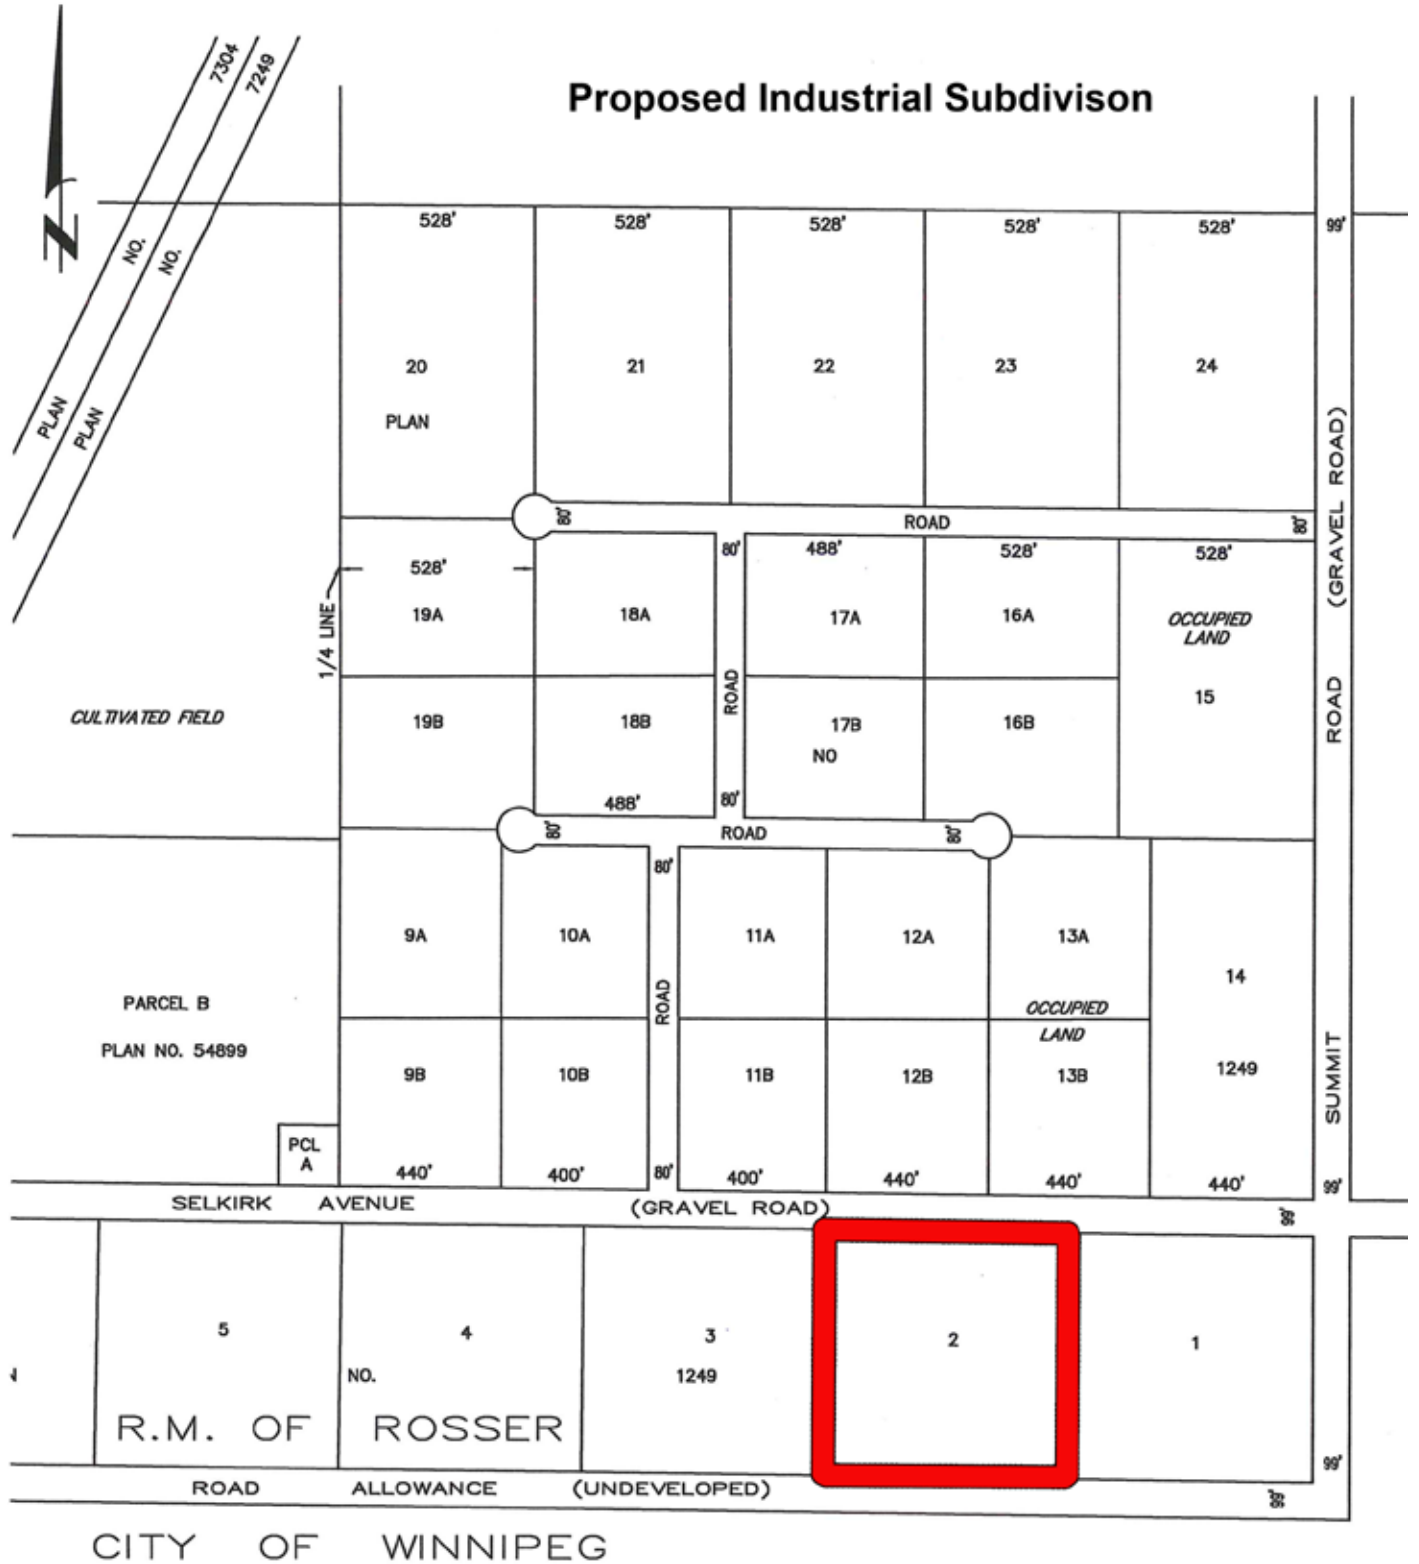 Proposed Industrial Subdivison
7304
7249
N
NO.
NO.
PLAN
PLAN
528'
528'
528'
528'
528'
99'
20
21
22
23
24
PLAN
80'
ROAD
80'
(GRAVEL ROAD)
528'
80'
488'
528'
528'
1/4 LINE
19A
18A
17A
16A
OCCUPIED
LAND
ROAD
15
ROAD
CULTIVATED FIELD
19B
18B
17B
16B
NO
488'
80'
80'
ROAD
80'
80'
9A
10A
11A
12A
13A
14
PARCEL B
ROAD
OCCUPIED
LAND
PLAN NO. 54899
9B
10B
11B
12B
13B
1249
SUMMIT
PCL
A
440'
400'
80'
400'
440'
440'
440'
99'
SELKIRK AVENUE (GRAVEL ROAD)
99'
5
4
3
2
1
NO.
1249
R.M. OF ROSSER
99'
ROAD ALLOWANCE (UNDEVELOPED)
99'
CITY OF WINNIPEG